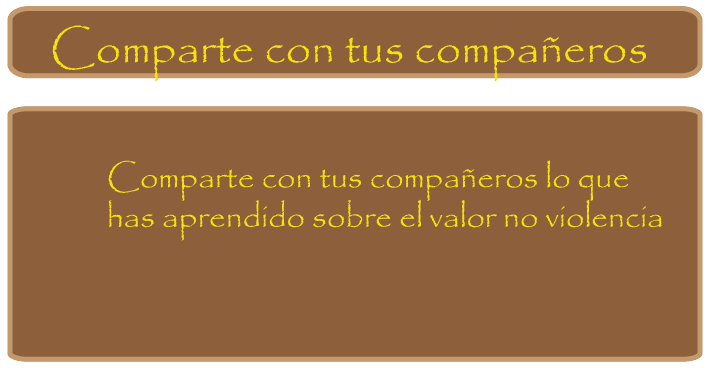 Comparte con tus compañeros
Comparte con tus compañeros lo que
has aprendido sobre el valor no violencia